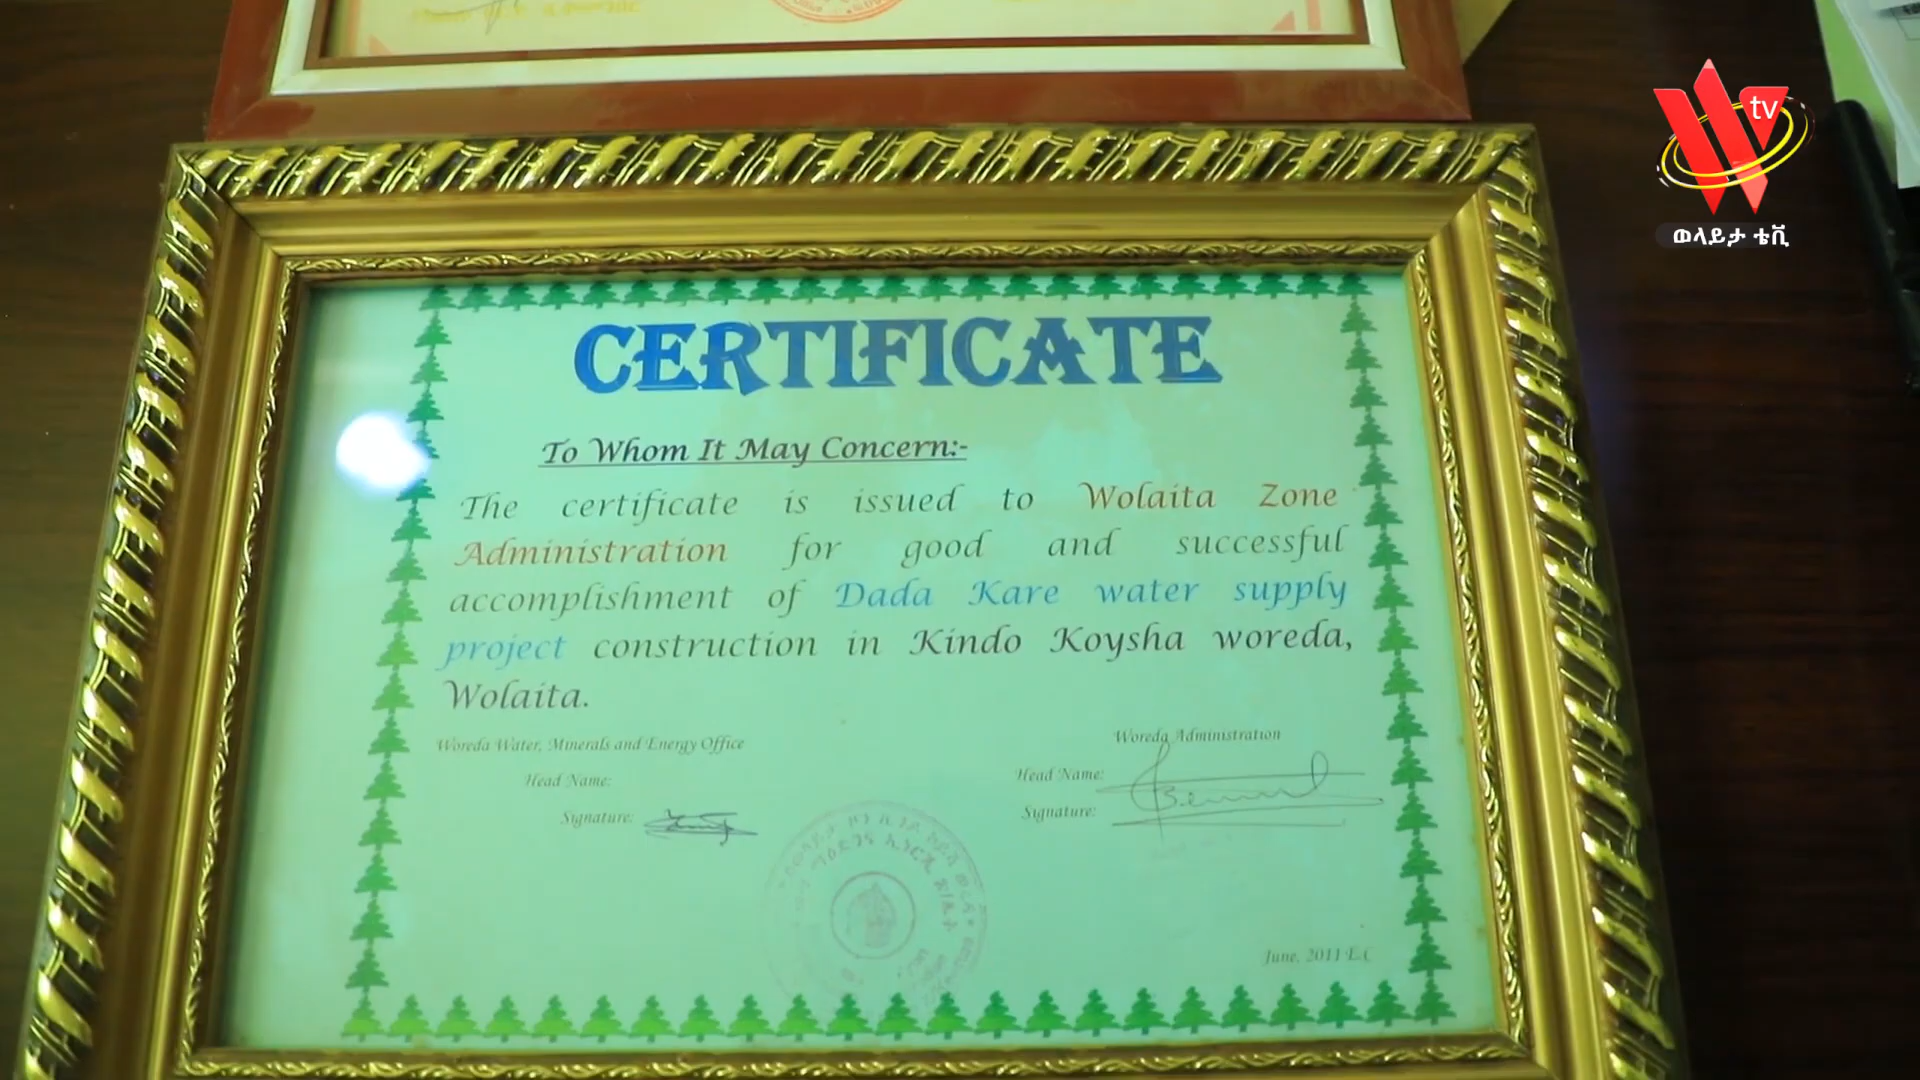 tv
ወላይታ ቴቪ
CERTIFICATE
To Whom It May Concern:-
The certificate is issued to Wolaita Zone
Administration for good and successful
accomplishment of Dada Kare water supply
project construction in Kindo Koysha woreda,
Wolaita.
Woreda Water, Minerals and Energy Office
Head Name:
Signature:
Woreda Administration
Head Name:
Signature:
June, 2011 E.C